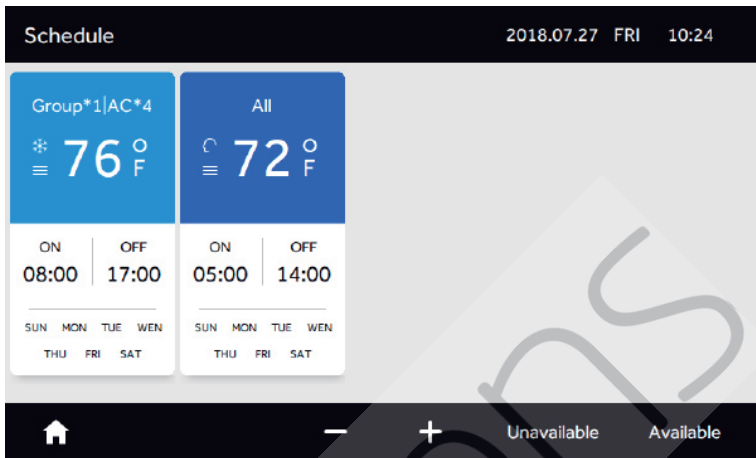 Schedule 2018.07.27 FRI 10:24
Group*1|AC*4
76 °F
ON OFF
08:00 17:00
SUN MON TUE WEN
THU FRI SAT
All
72 °F
ON OFF
05:00 14:00
SUN MON TUE WEN
THU FRI SAT
Unavailable Available
ons